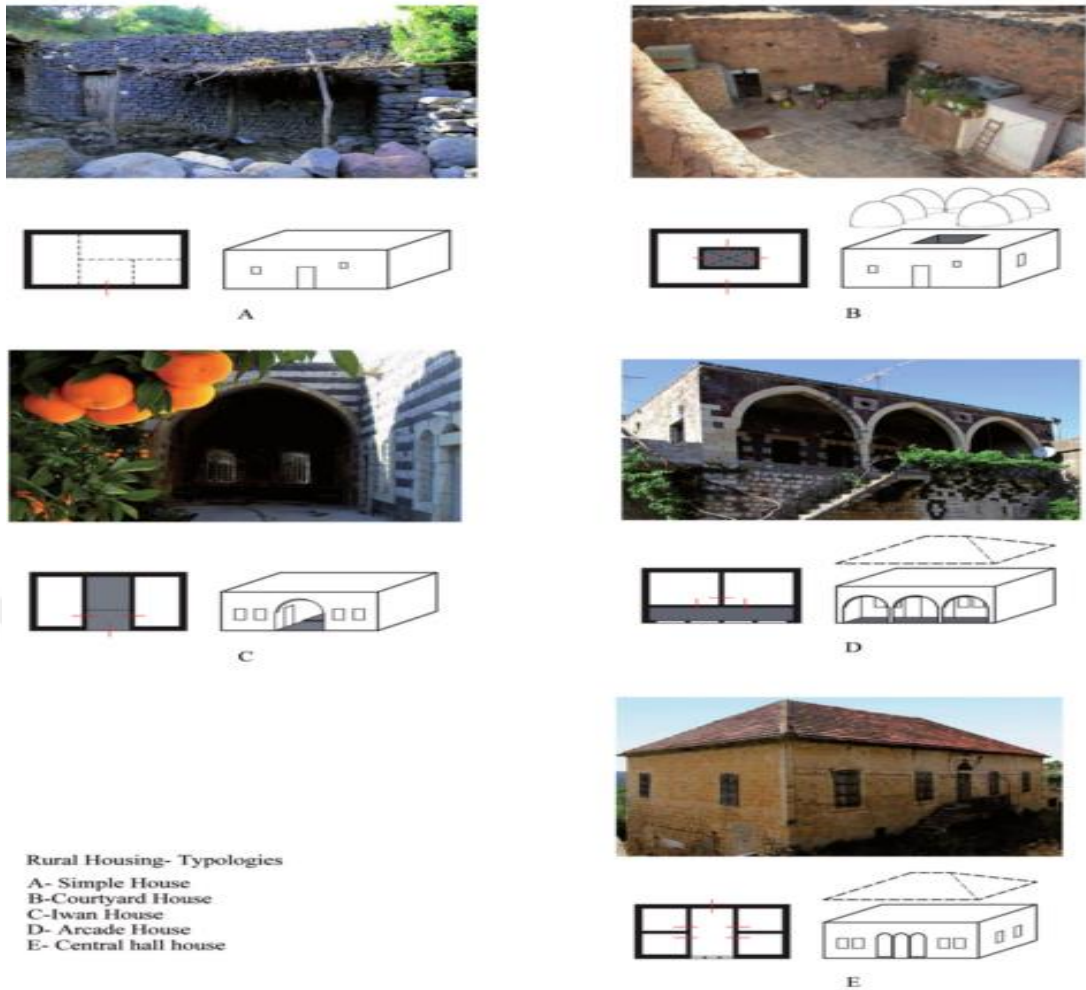 A
B
C
D
Rural Housing- Typologies
A- Simple House
B-Courtyard House
C-Iwan House
D- Arcade House
E- Central hall house
E